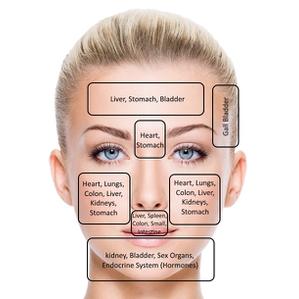 Liver, Stomach, Bladder
Gall Bladder
Heart,
Stomach
Heart, Lungs,
Colon, Liver,
Kidneys,
Stomach
Heart, Lungs,
Colon, Liver,
Kidneys,
Stomach
Liver, Spleen,
Colon, Small,
Intestine
kidney, Bladder, Sex Organs,
Endocrine System (Hormones)